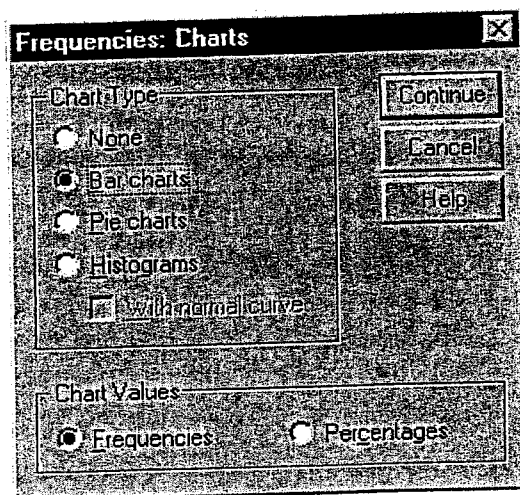 Frequencies: Charts
Chart Type
None
Bar charts
Pie charts
Histograms
With normal curve
Continue
Cancel
Help
Chart Values
Frequencies
Percentages